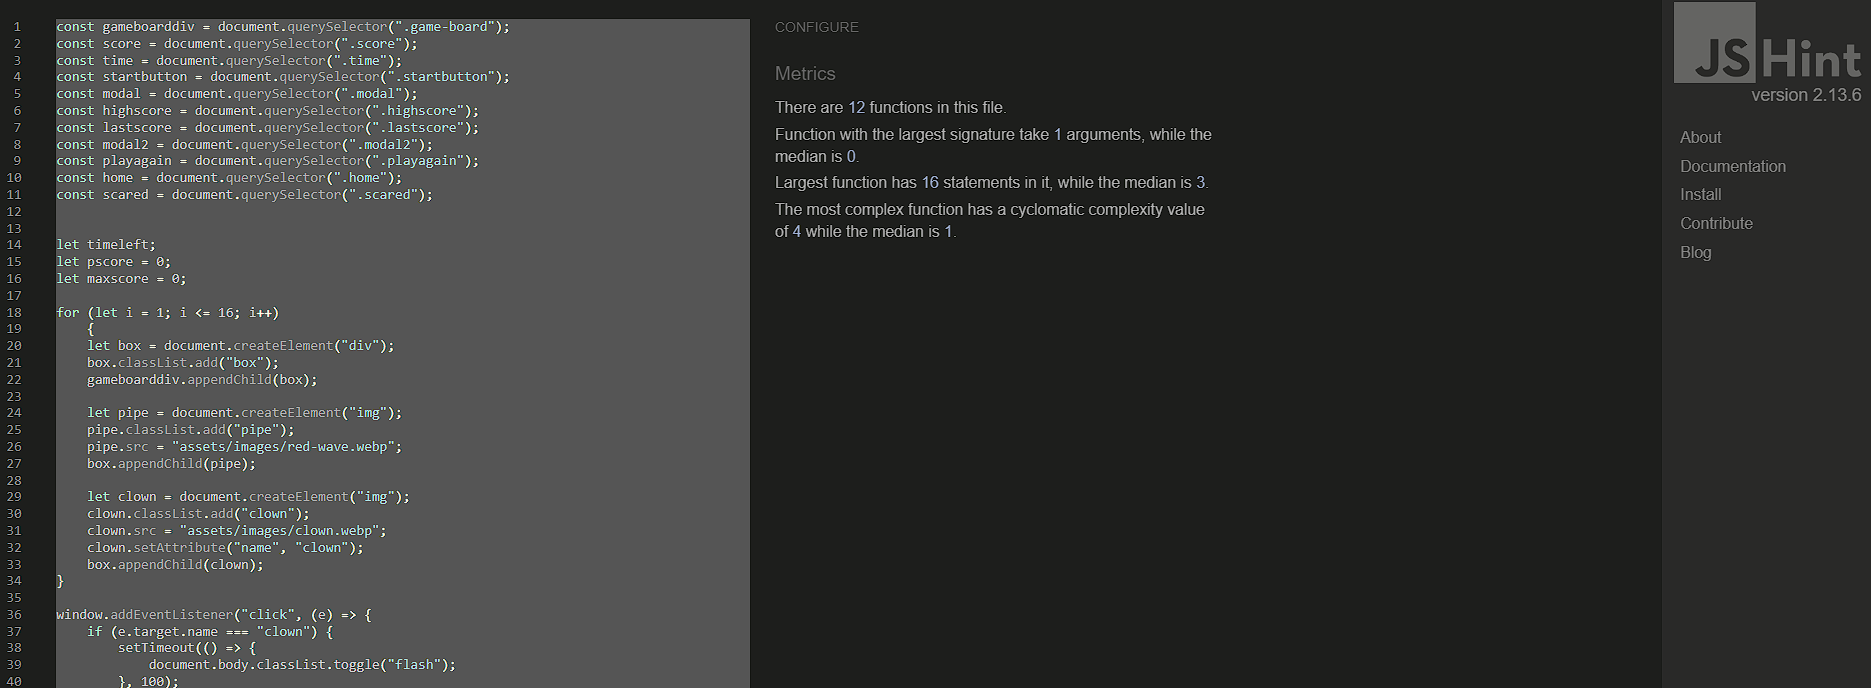 1 const gameboarddiv = document.querySelector(".game-board");
2 const score = document.querySelector(".score");
3 const time = document.querySelector(".time");
4 const startbutton = document.querySelector(".startbutton");
5 const modal = document.querySelector(".modal");
6 const highscore = document.querySelector(".highscore");
7 const lastscore = document.querySelector(".lastscore");
8 const modal2 = document.querySelector(".modal2");
9 const playagain = document.querySelector(".playagain");
10 const home = document.querySelector(".home");
11 const scared = document.querySelector(".scared");
12
13
14 let timeleft;
15 let pscore = 0;
16 let maxscore = 0;
17
18 for (let i = 1; i <= 16; i++)
19 {
20 let box = document.createElement("div");
21 box.classList.add("box");
22 gameboarddiv.appendChild(box);
23
24 let pipe = document.createElement("img");
25 pipe.classList.add("pipe");
26 pipe.src = "assets/images/red-wave.webp";
27 box.appendChild(pipe);
28
29 let clown = document.createElement("img");
30 clown.classList.add("clown");
31 clown.src = "assets/images/clown.webp";
32 clown.setAttribute("name", "clown");
33 box.appendChild(clown);
34 }
35
36 window.addEventListener("click", (e) => {
37 if (e.target.name === "clown") {
38 setTimeout(() => {
39 document.body.classList.toggle("flash");
40 }, 100);
CONFIGURE
Metrics
There are 12 functions in this file.
Function with the largest signature take 1 arguments, while the
median is 0.
Largest function has 16 statements in it, while the median is 3.
The most complex function has a cyclomatic complexity value
of 4 while the median is 1.
JSHint
version 2.13.6
About
Documentation
Install
Contribute
Blog